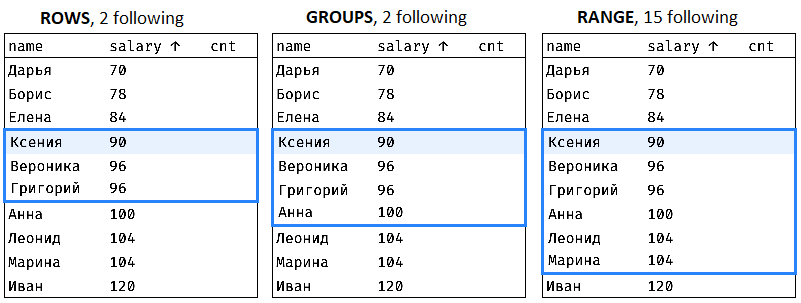 ROWS, 2 following
name salary ↑ cnt
Дарья 70
Борис 78
Елена 84
Ксения 90
Вероника 96
Григорий 96
Анна 100
Леонид 104
Марина 104
Иван 120
GROUPS, 2 following
name salary ↑ cnt
Дарья 70
Борис 78
Елена 84
Ксения 90
Вероника 96
Григорий 96
Анна 100
Леонид 104
Марина 104
Иван 120
RANGE, 15 following
name salary ↑ cnt
Дарья 70
Борис 78
Елена 84
Ксения 90
Вероника 96
Григорий 96
Анна 100
Леонид 104
Марина 104
Иван 120